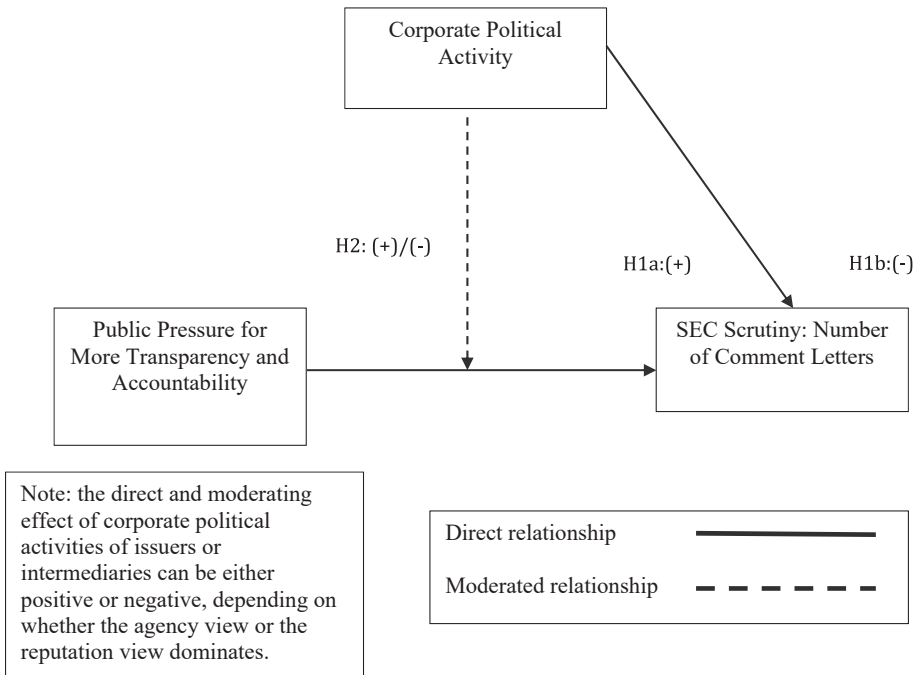 Corporate Political
Activity
H2: (+)/(-)
H1a:(+)
H1b:(-)
Public Pressure for
More Transparency and
Accountability
SEC Scrutiny: Number
of Comment Letters
Note: the direct and moderating
effect of corporate political
activities of issuers or
intermediaries can be either
positive or negative, depending on
whether the agency view or the
reputation view dominates.
Direct relationship
Moderated relationship